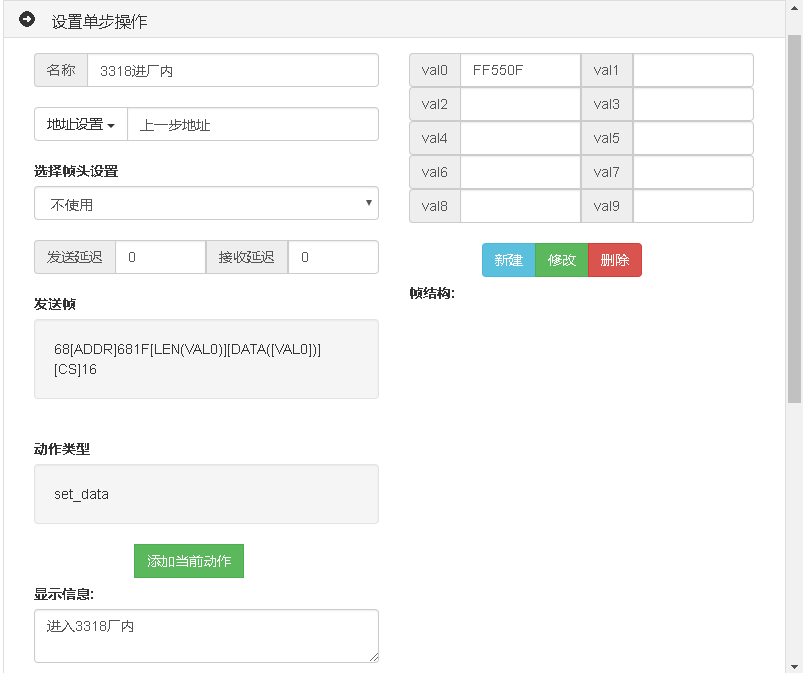 设置单步操作
名称 3318进厂内
地址设置 上一步地址
选择帧头设置
不使用
发送延迟 0 接收延迟 0
发送帧
68[ADDR]681F[LEN(VAL0)][DATA([VAL0])]
[CS]16
动作类型
set_data
添加当前动作
显示信息:
进入3318厂内
val0 FF550F val1
val2 val3
val4 val5
val6 val7
val8 val9
新建 修改 删除
帧结构: